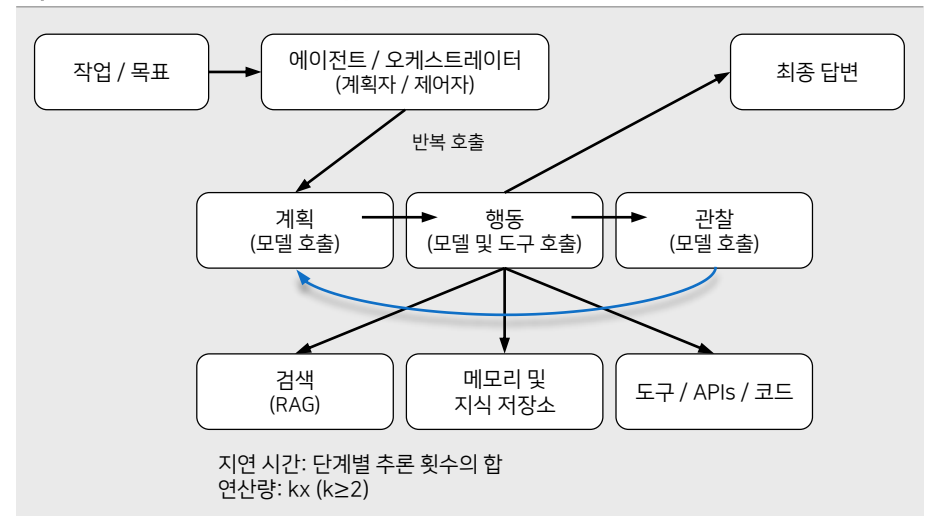 작업 / 목표
에이전트 / 오케스트레이터
(계획자 / 제어자)
최종 답변
반복 호출
계획
(모델 호출)
행동
(모델 및 도구 호출)
관찰
(모델 호출)
검색
(RAG)
메모리 및
지식 저장소
도구 / APIs / 코드
지연 시간: 단계별 추론 횟수의 합
연산량: kx (k≥2)